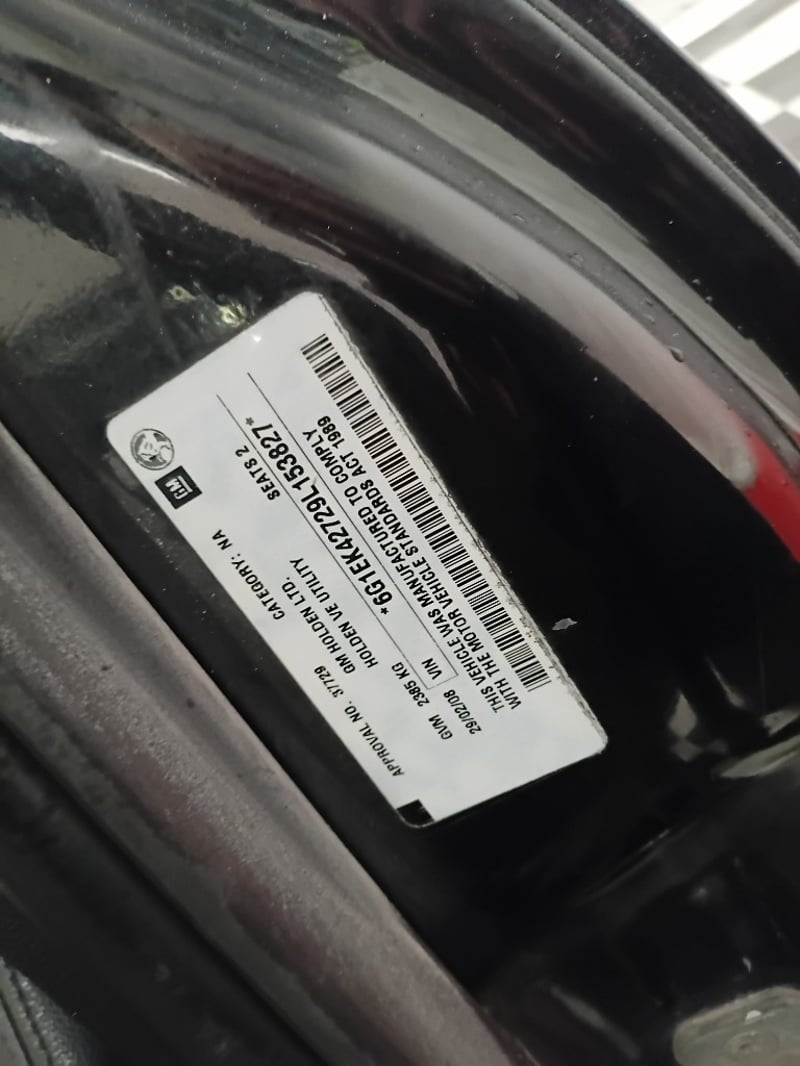 APPROVAL NO. 37729 CATEGORY: NA
GM HOLDEN LTD.
HOLDEN VE UTILITY
GVM 2385 KG SEATS 2
29/02/08 VIN *6G1EK42729L153827*
THIS VEHICLE WAS MANUFACTURED TO COMPLY
WITH THE MOTOR VEHICLE STANDARDS ACT 1989
GM